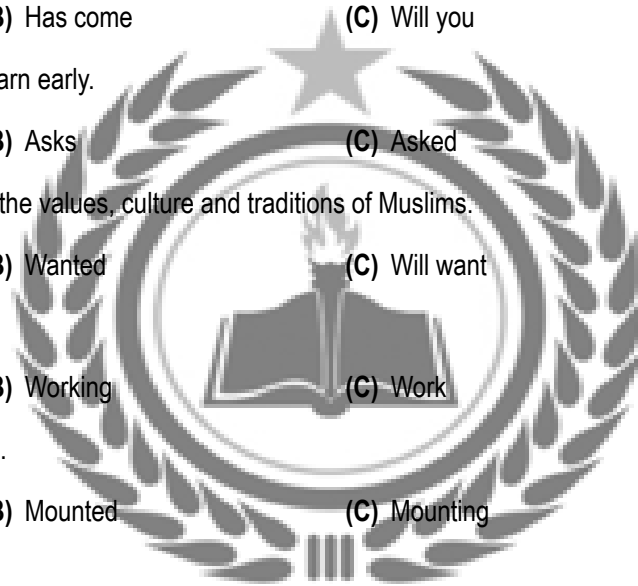 ) Has come (C) Will you
arn early.
) Asks (C) Asked
the values, culture and traditions of Muslims.
) Wanted (C) Will want
) Working (C) Work
.
) Mounted (C) Mounting